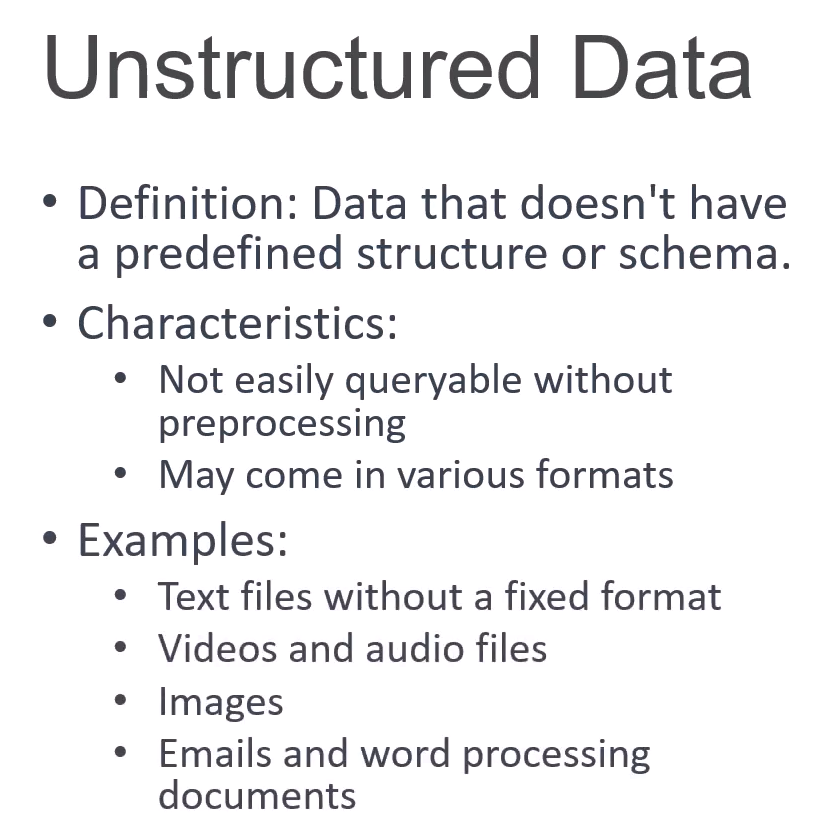 Unstructured Data
• Definition: Data that doesn't have
a predefined structure or schema.
• Characteristics:
• Not easily queryable without
preprocessing
• May come in various formats
• Examples:
• Text files without a fixed format
• Videos and audio files
• Images
• Emails and word processing
documents